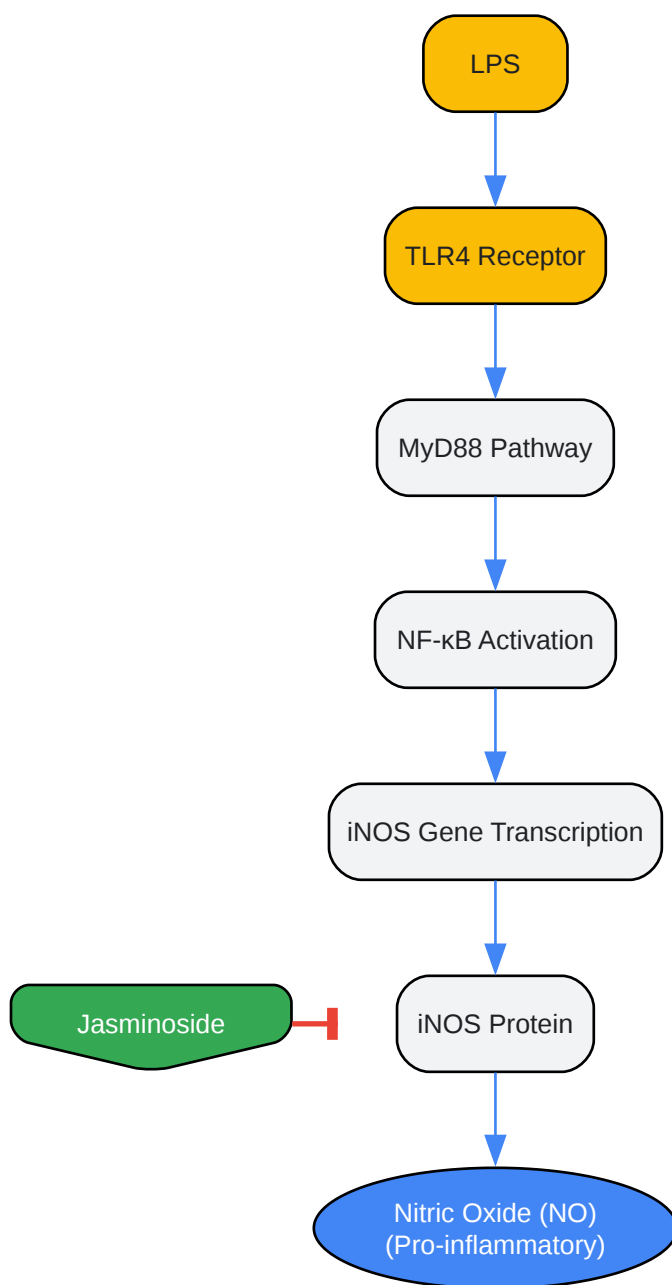 LPS
TLR4 Receptor
MyD88 Pathway
NF-κB Activation
iNOS Gene Transcription
Jasminoside
iNOS Protein
Nitric Oxide (NO)
(Pro-inflammatory)